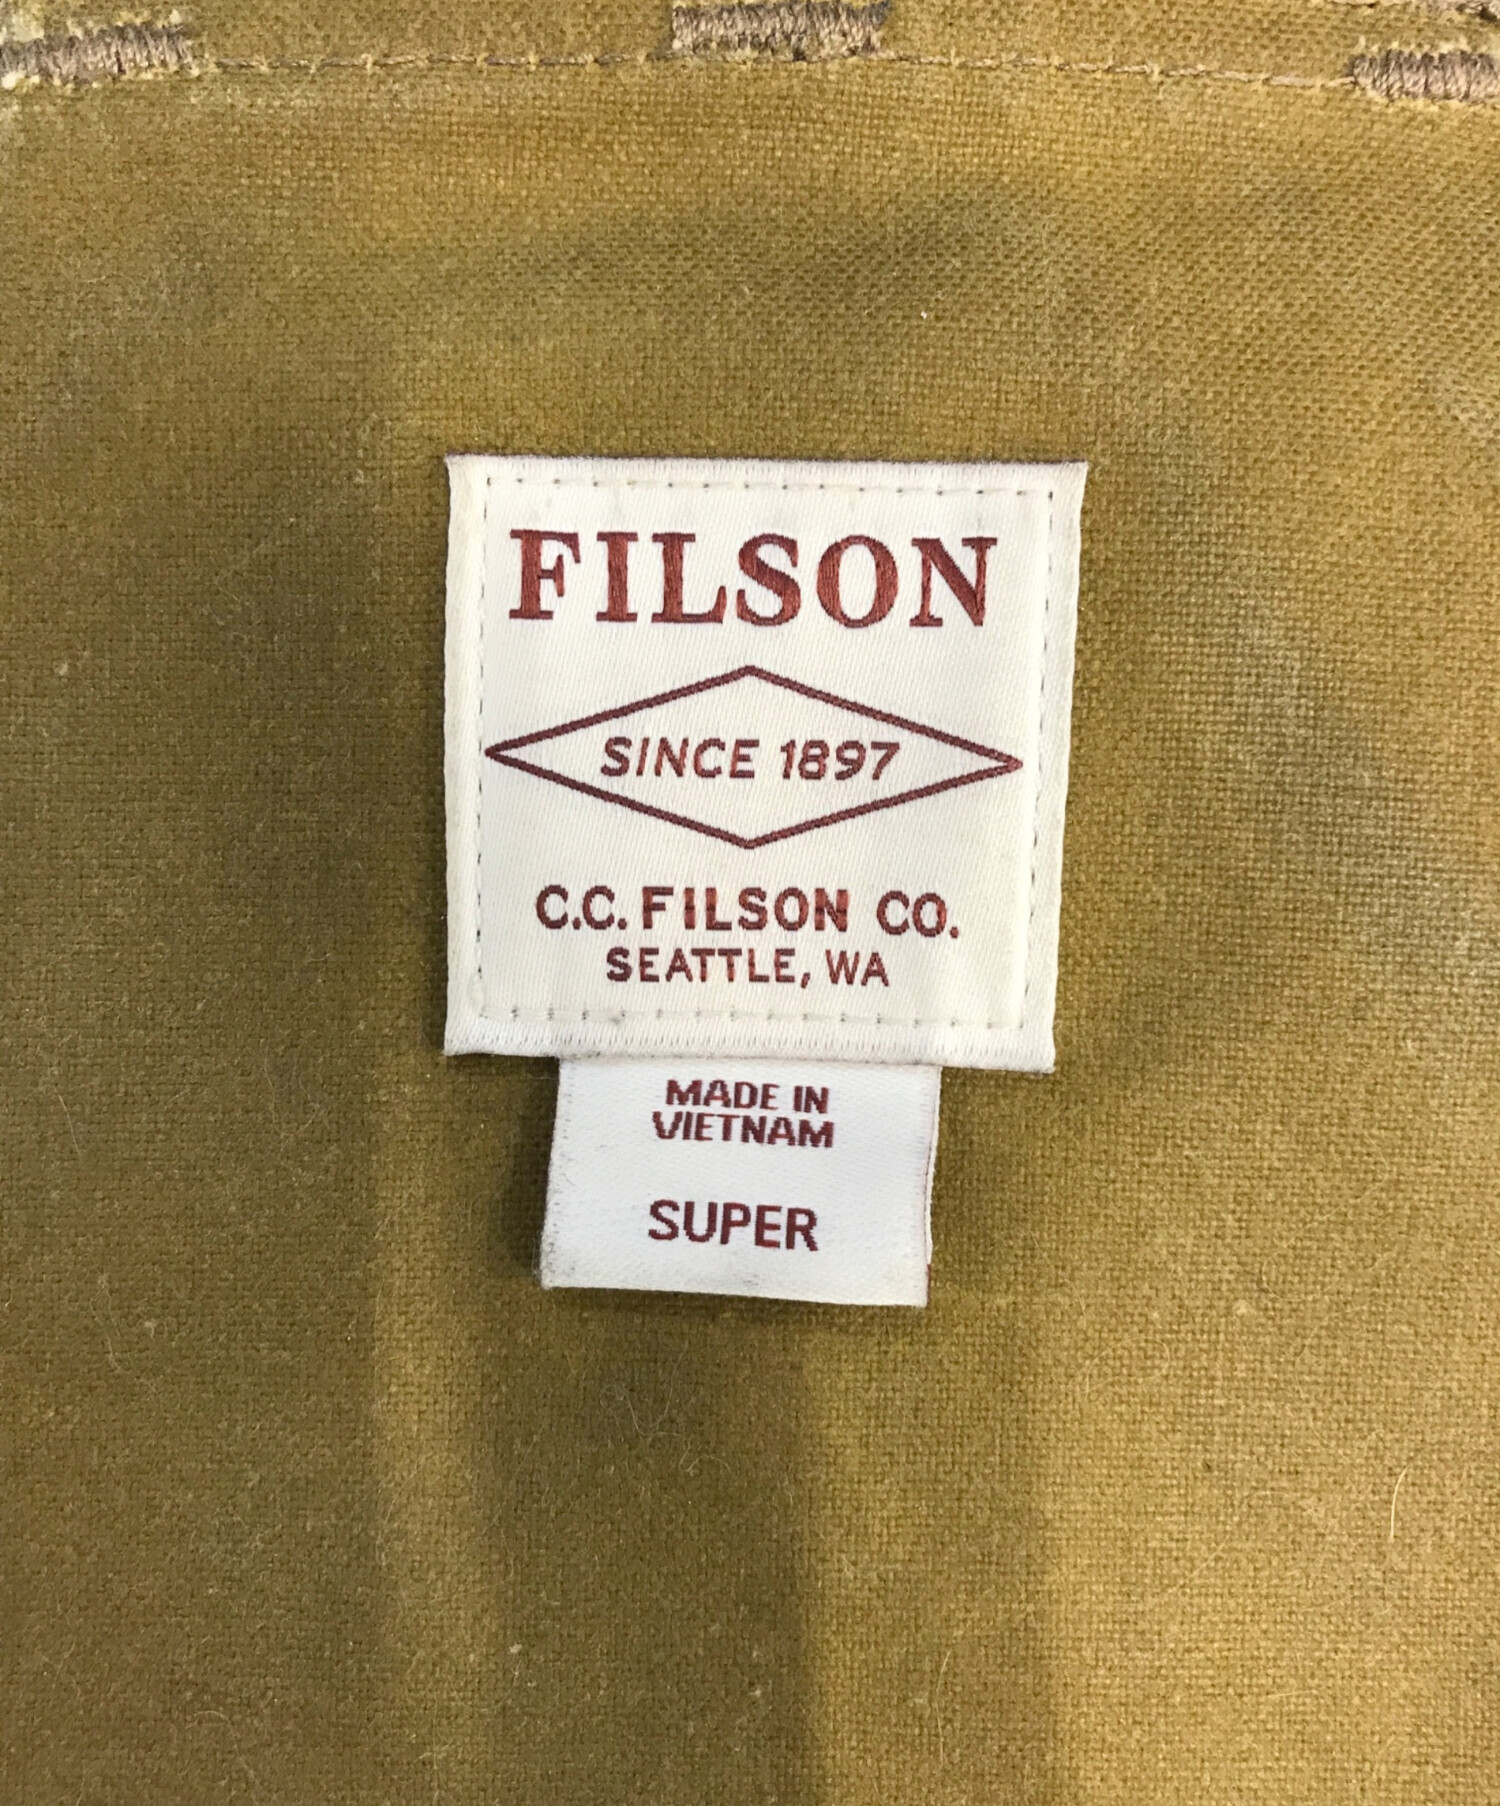 FILSON
SINCE 1897
C.C. FILSON CO.
SEATTLE, WA
MADE IN
VIETNAM
SUPER